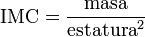 IMC = masa / estatura²